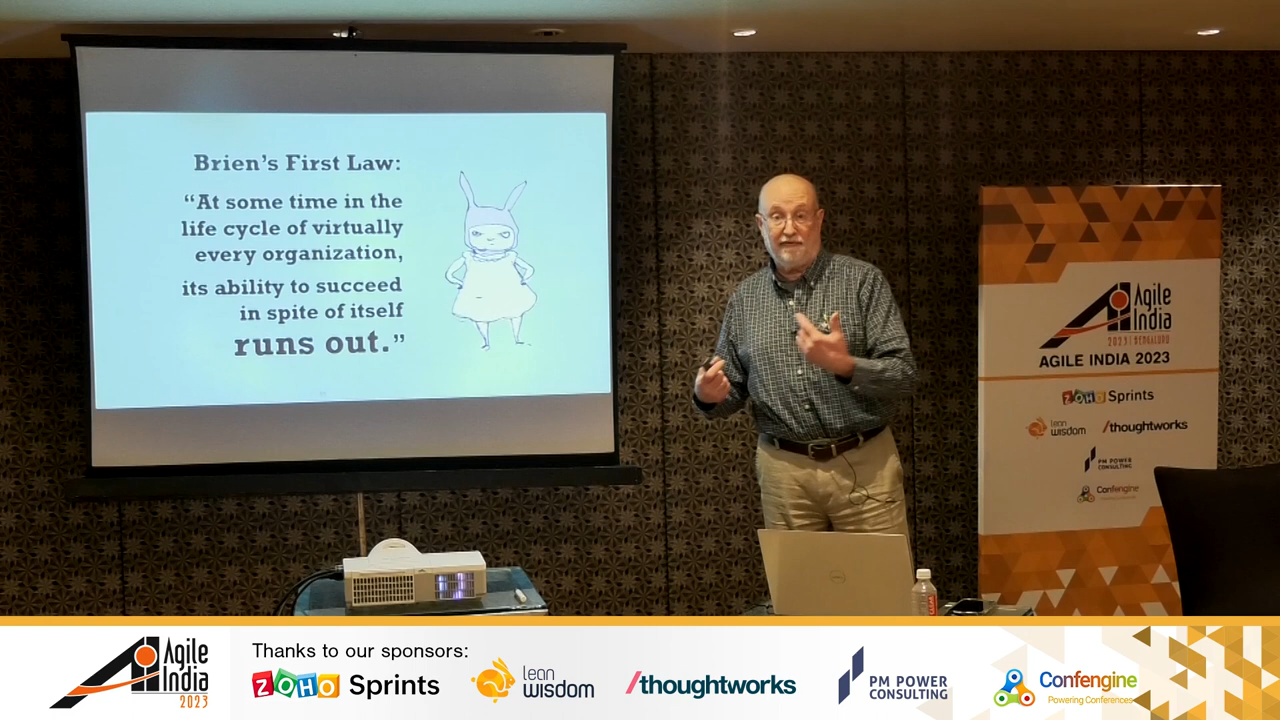 Brien's First Law:
“At some time in the
life cycle of virtually
every organization,
its ability to succeed
in spite of itself
runs out.”
Agile
India
2023 | BENGALURU
AGILE INDIA 2023
ZOHO Sprints
lean
wisdom
/thoughtworks
PM POWER
CONSULTING
Confengine
DELL
Agile
India
2023
Thanks to our sponsors:
ZOHO Sprints
lean
wisdom
/thoughtworks
PM POWER
CONSULTING
Confengine
Powering Conferences